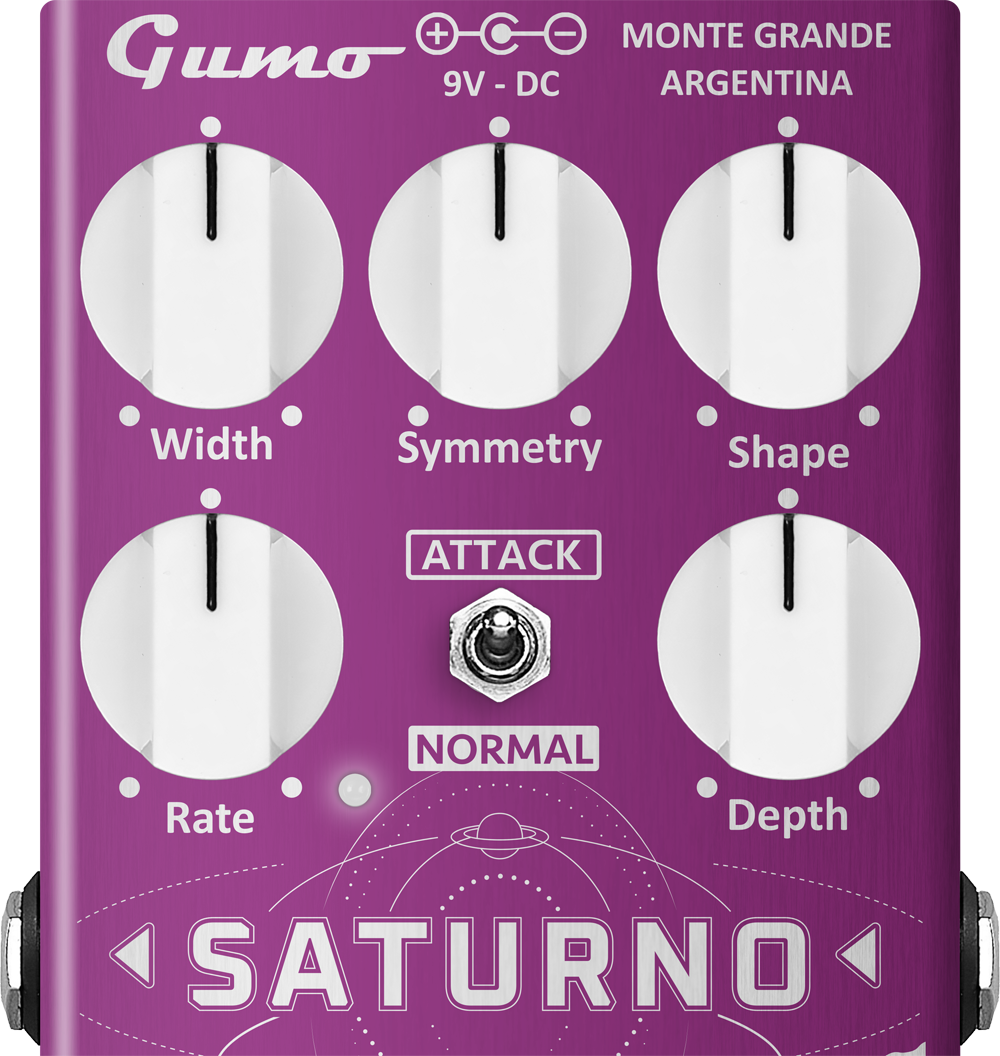 Gumo
9V - DC
MONTE GRANDE
ARGENTINA
Width
Symmetry
Shape
ATTACK
NORMAL
Rate
Depth
SATURNO